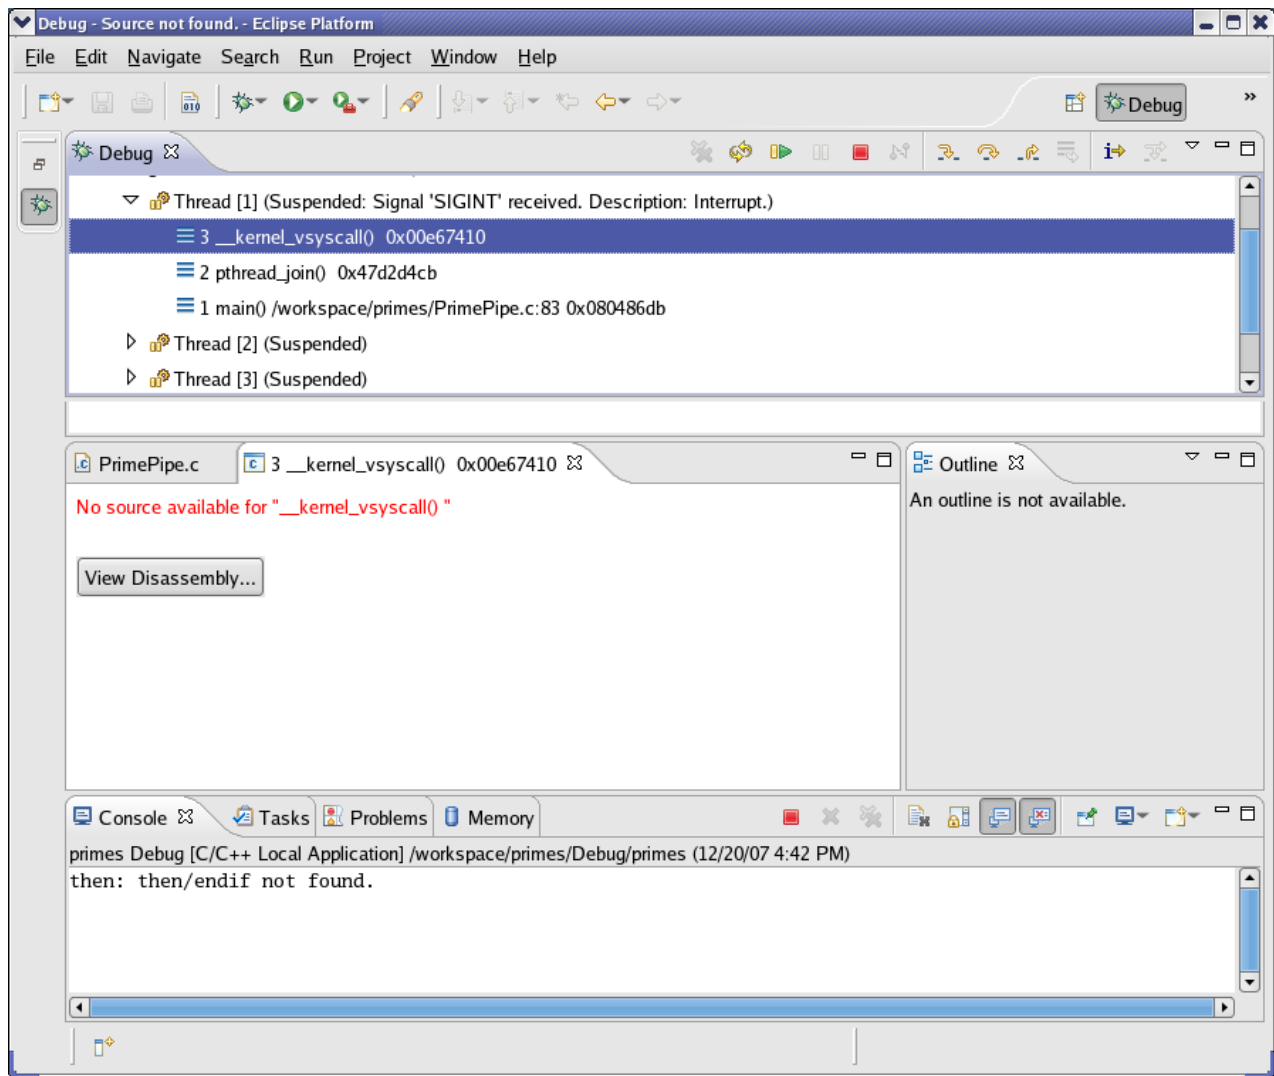 Debug - Source not found. - Eclipse Platform
File Edit Navigate Search Run Project Window Help
010
Debug
»
Debug
Thread [1] (Suspended: Signal 'SIGINT' received. Description: Interrupt.)
3 __kernel_vsyscall() 0x00e67410
2 pthread_join() 0x47d2d4cb
1 main() /workspace/primes/PrimePipe.c:83 0x080486db
Thread [2] (Suspended)
Thread [3] (Suspended)
PrimePipe.c
3 __kernel_vsyscall() 0x00e67410
Outline
No source available for "__kernel_vsyscall() "
An outline is not available.
View Disassembly...
Console Tasks Problems Memory
primes Debug [C/C++ Local Application] /workspace/primes/Debug/primes (12/20/07 4:42 PM)
then: then/endif not found.